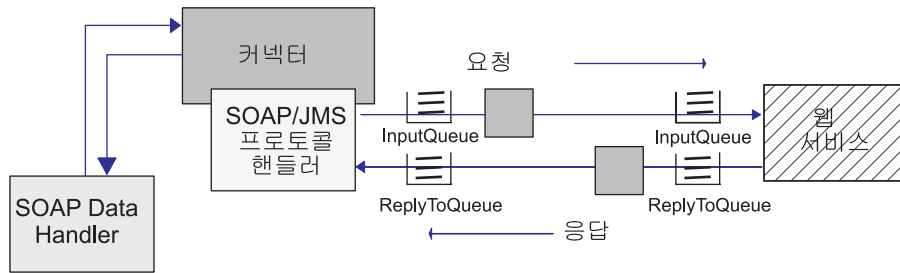 커넥터
요청
SOAP/JMS
프로토콜
핸들러
InputQueue
InputQueue
웹
서비스
ReplyToQueue
ReplyToQueue
SOAP Data
Handler
응답